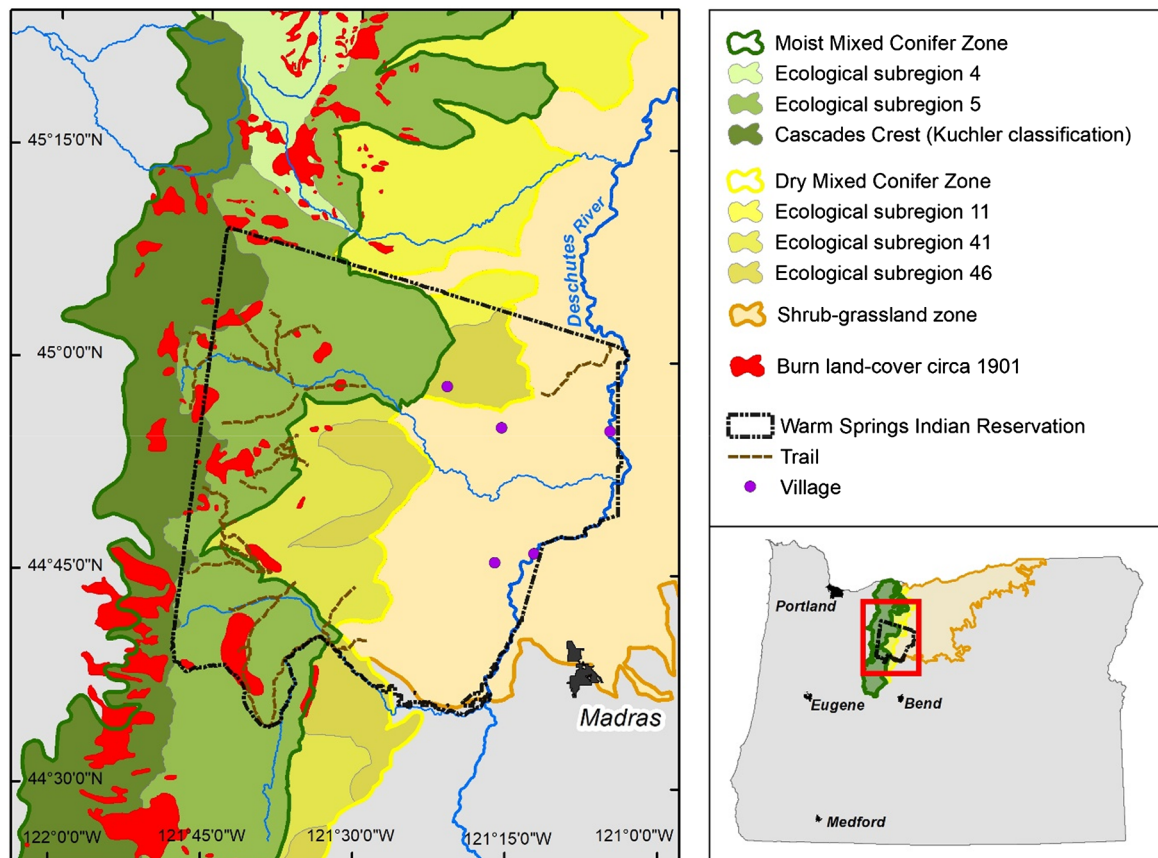 45°15'0"N
45°0'0"N
44°45'0"N
44°30'0"N
122°0'0"W
121°45'0"W
121°30'0"W
121°15'0"W
121°0'0"W
Deschutes River
Madras
Moist Mixed Conifer Zone
Ecological subregion 4
Ecological subregion 5
Cascades Crest (Kuchler classification)
Dry Mixed Conifer Zone
Ecological subregion 11
Ecological subregion 41
Ecological subregion 46
Shrub-grassland zone
Burn land-cover circa 1901
Warm Springs Indian Reservation
Trail
Village
Portland
Eugene
Bend
Medford